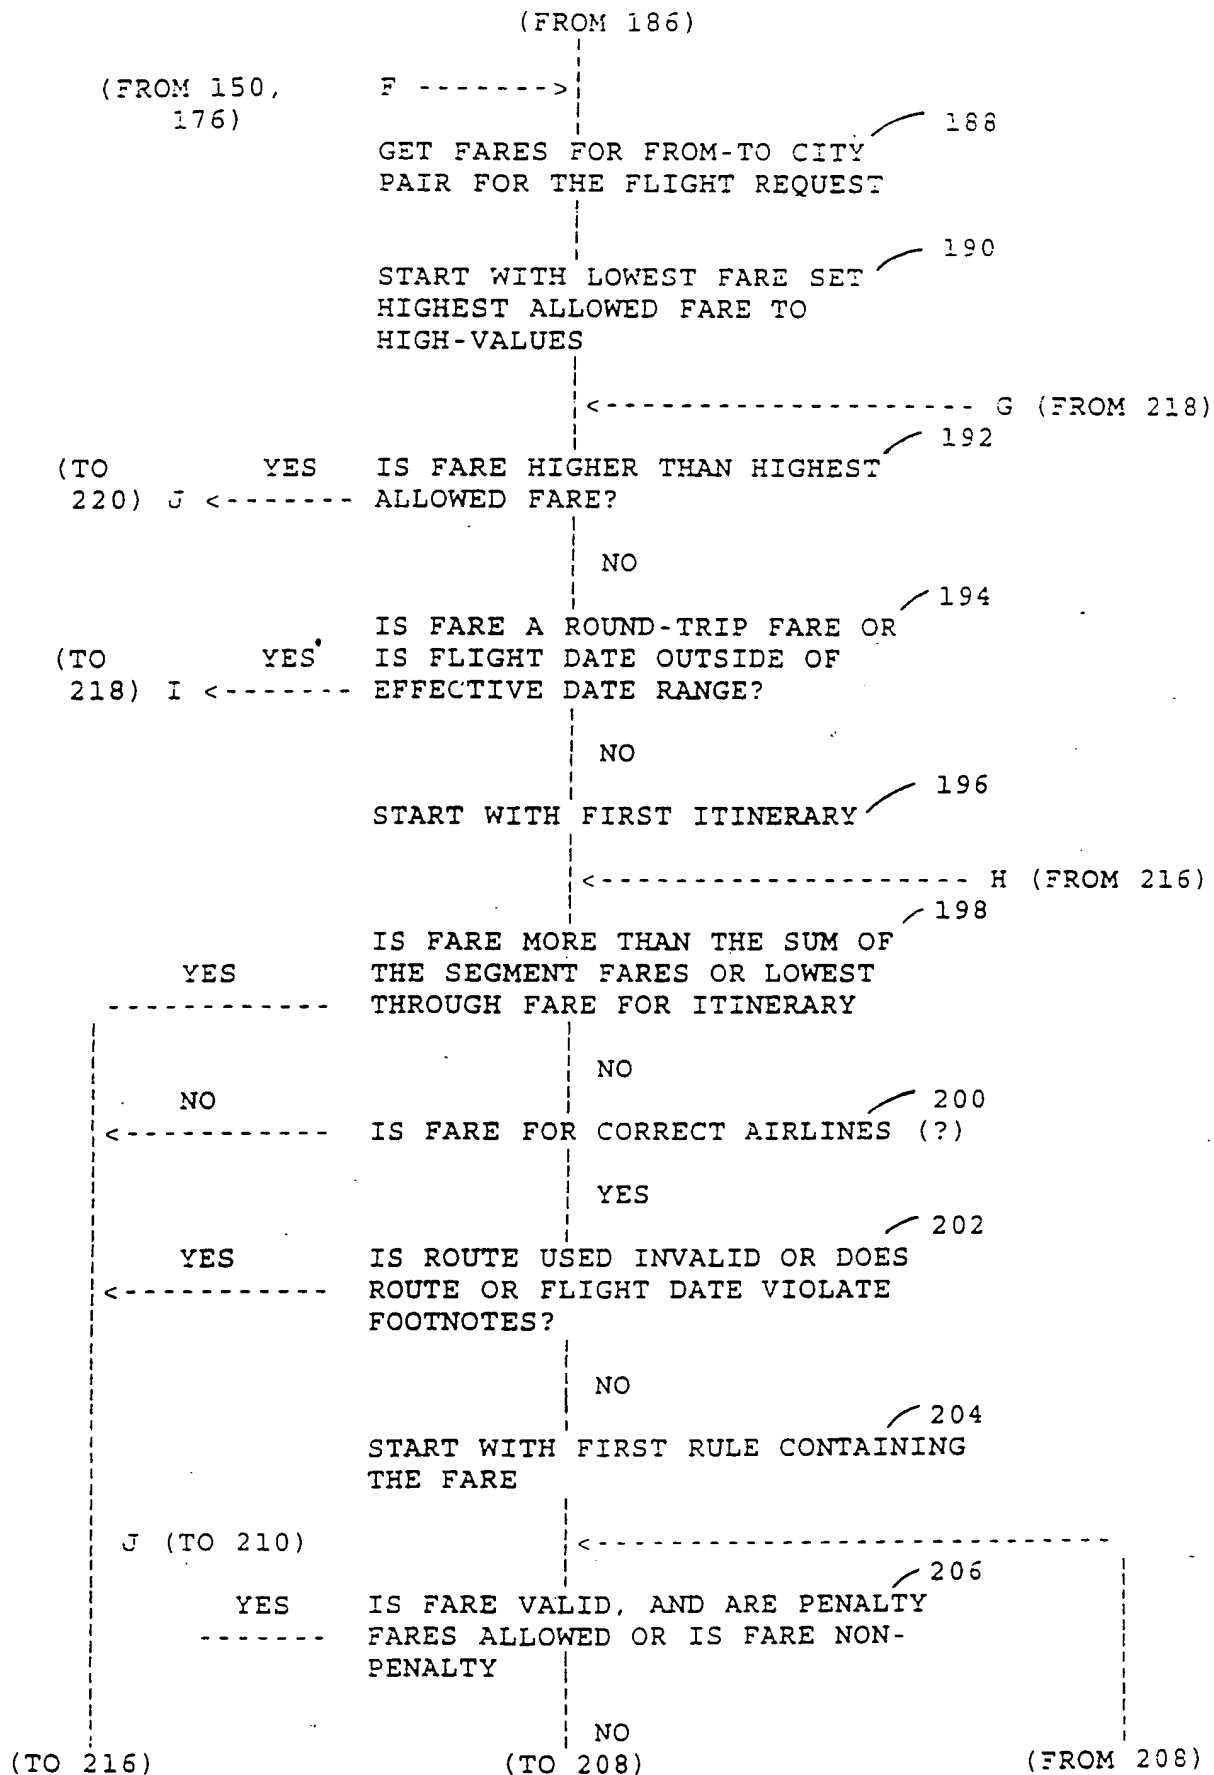 (FROM 186)
(FROM 150, F ------->
176)
188
GET FARES FOR FROM-TO CITY
PAIR FOR THE FLIGHT REQUEST
190
START WITH LOWEST FARE SET
HIGHEST ALLOWED FARE TO
HIGH-VALUES
<-------------------- G (FROM 218)
192
(TO YES IS FARE HIGHER THAN HIGHEST
220) J <------- ALLOWED FARE?
NO
194
IS FARE A ROUND-TRIP FARE OR
(TO YES IS FLIGHT DATE OUTSIDE OF
218) I <------- EFFECTIVE DATE RANGE?
NO
196
START WITH FIRST ITINERARY
<-------------------- H (FROM 216)
198
IS FARE MORE THAN THE SUM OF
YES THE SEGMENT FARES OR LOWEST
------------ THROUGH FARE FOR ITINERARY
NO
NO 200
<----------- IS FARE FOR CORRECT AIRLINES (?)
YES
202
YES IS ROUTE USED INVALID OR DOES
<----------- ROUTE OR FLIGHT DATE VIOLATE
FOOTNOTES?
NO
204
START WITH FIRST RULE CONTAINING
THE FARE
J (TO 210) <----------------------------
206
YES IS FARE VALID, AND ARE PENALTY
------- FARES ALLOWED OR IS FARE NON-
PENALTY
NO
(TO 216) (TO 208) (FROM 208)